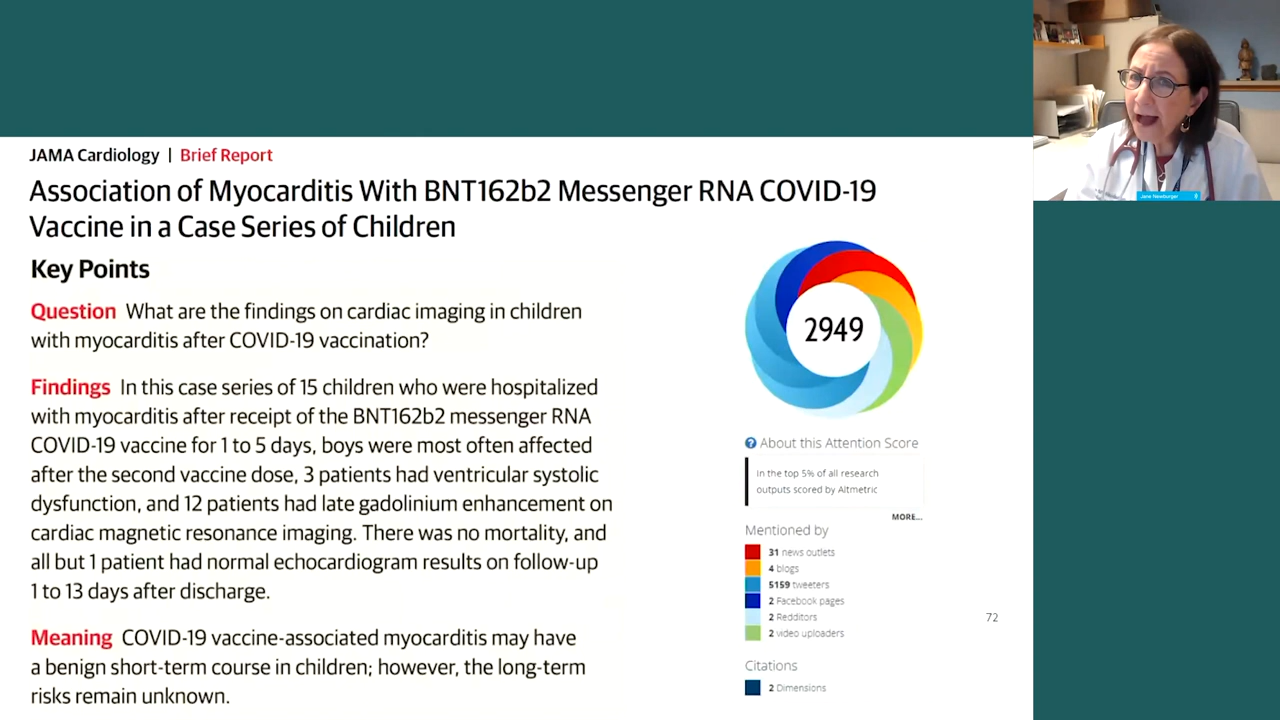 JAMA Cardiology | Brief Report
Association of Myocarditis With BNT162b2 Messenger RNA COVID-19
Vaccine in a Case Series of Children
Key Points
Question What are the findings on cardiac imaging in children
with myocarditis after COVID-19 vaccination?
Findings In this case series of 15 children who were hospitalized
with myocarditis after receipt of the BNT162b2 messenger RNA
COVID-19 vaccine for 1 to 5 days, boys were most often affected
after the second vaccine dose, 3 patients had ventricular systolic
dysfunction, and 12 patients had late gadolinium enhancement on
cardiac magnetic resonance imaging. There was no mortality, and
all but 1 patient had normal echocardiogram results on follow-up
1 to 13 days after discharge.
Meaning COVID-19 vaccine-associated myocarditis may have
a benign short-term course in children; however, the long-term
risks remain unknown.
2949
? About this Attention Score
In the top 5% of all research
outputs scored by Altmetric
MORE...
Mentioned by
31 news outlets
4 blogs
5159 tweeters
2 Facebook pages
2 Redditors
2 video uploaders
Citations
2 Dimensions
72
Jane Newburger